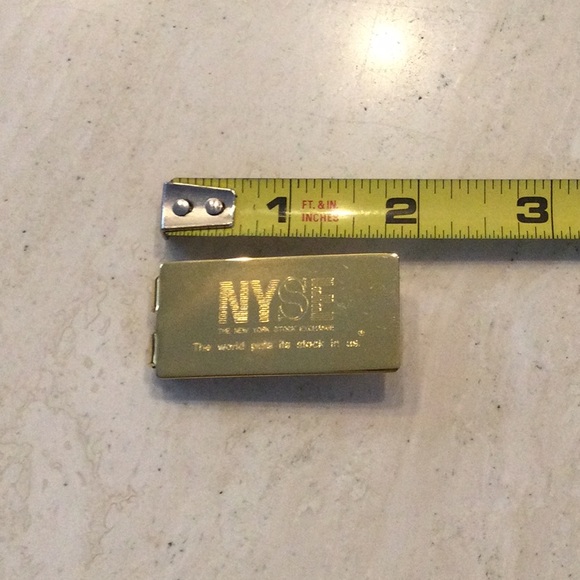 1 FT. & IN. 2 3
INCHES
NYSE
THE NEW YORK STOCK EXCHANGE
®
The world puts its stock in us.